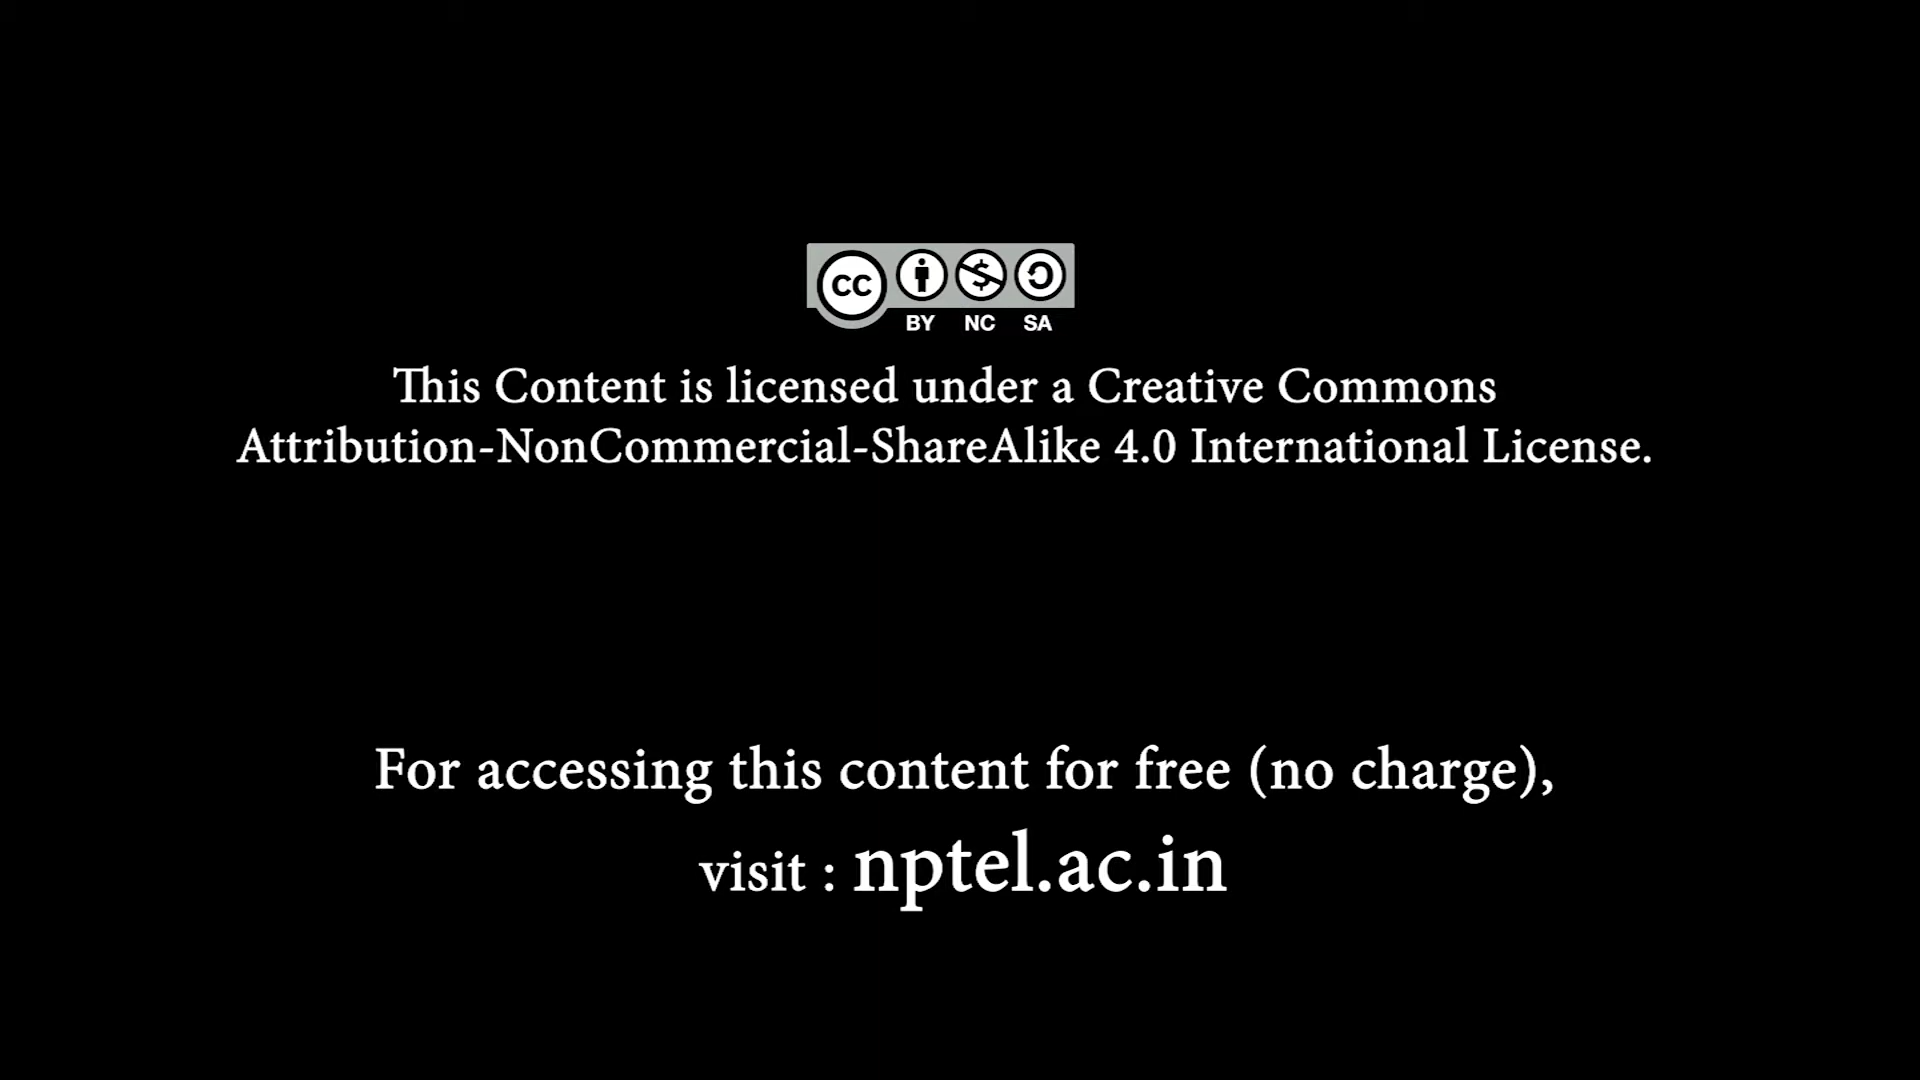 cc
BY NC SA
This Content is licensed under a Creative Commons
Attribution-NonCommercial-ShareAlike 4.0 International License.
For accessing this content for free (no charge),
visit : nptel.ac.in